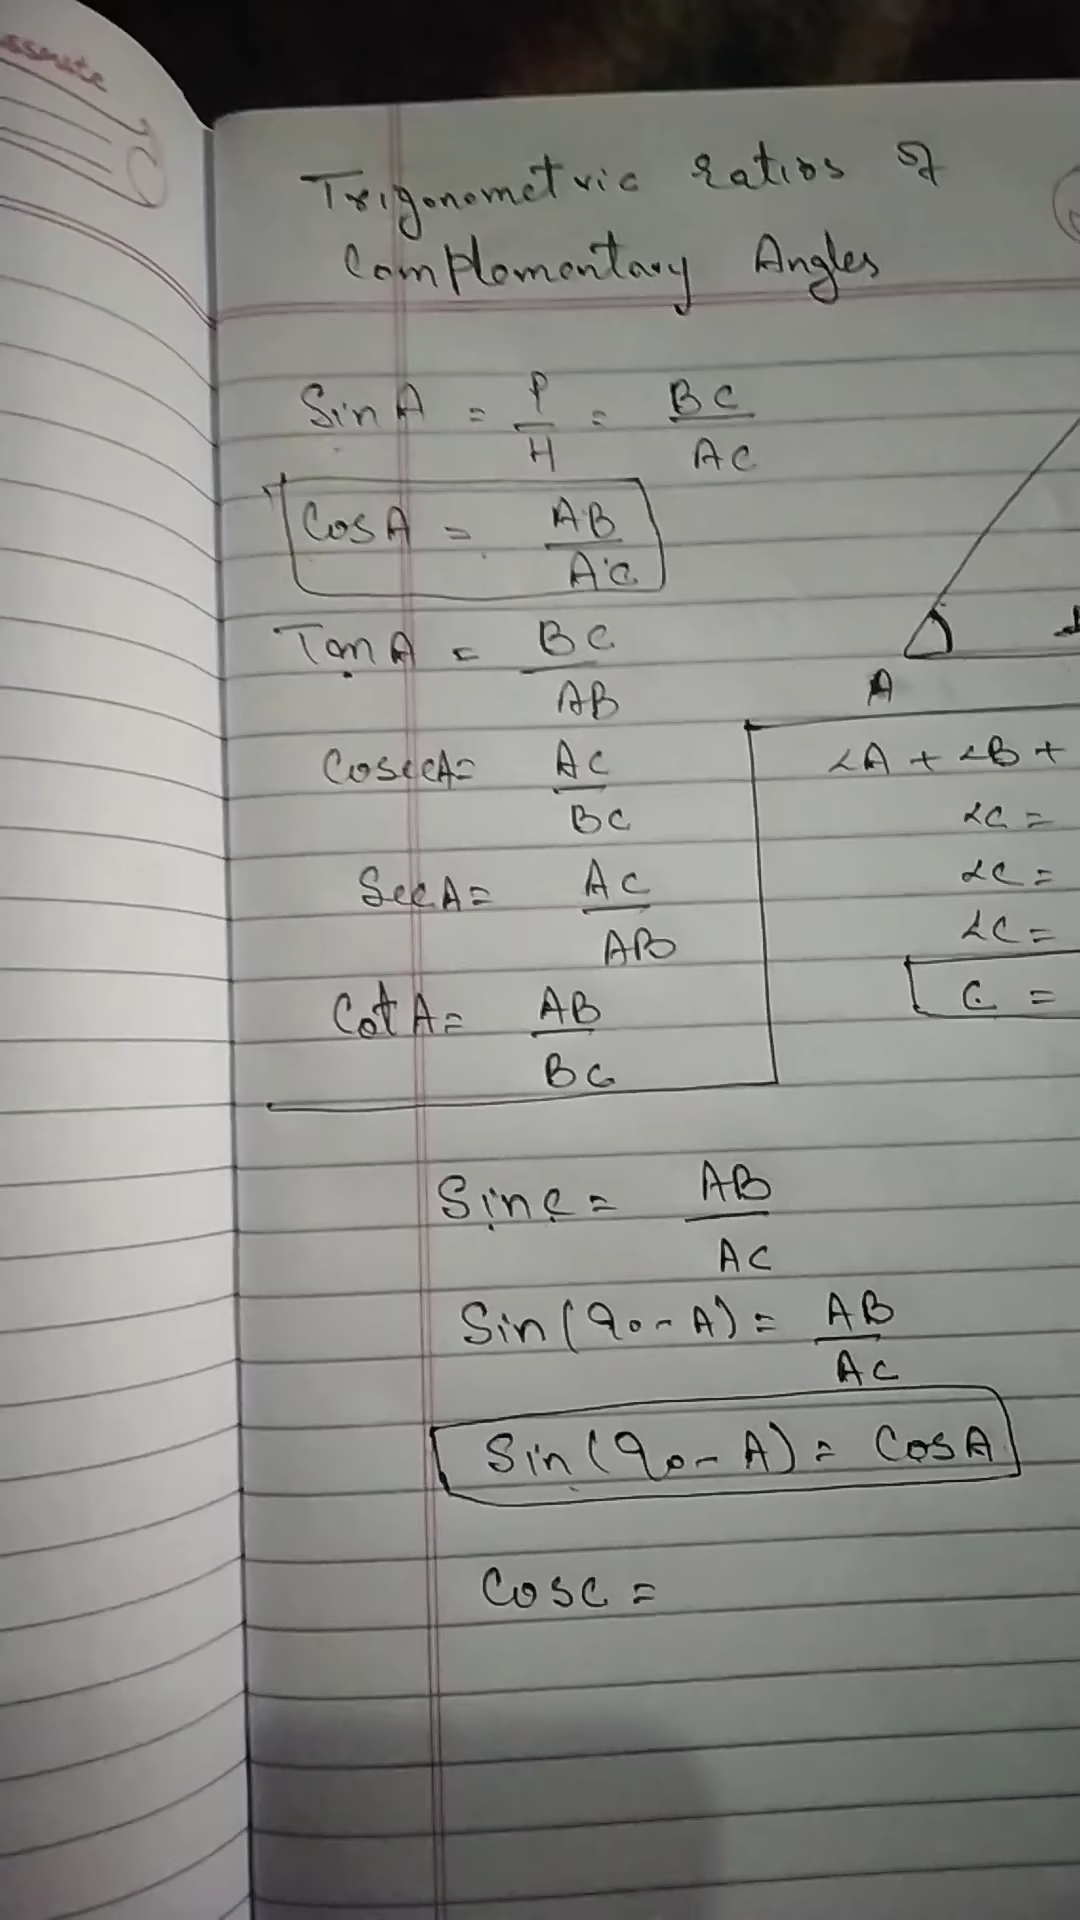 ssmate
Trigonometric ratios of
Complementary Angles
Sin A = P/H = BC/AC
Cos A = AB/AC
Tan A = BC/AB
A
Cosec A = AC/BC
∠A + ∠B +
∠C =
Sec A = AC/AB
∠C =
∠C =
Cot A = AB/BC
C =
Sin C = AB/AC
Sin (90 - A) = AB/AC
Sin (90 - A) = Cos A
Cos C =